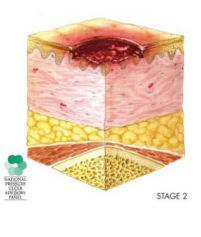 NATIONAL
PRESSURE
ULCER
ADVISORY
PANEL
STAGE 2